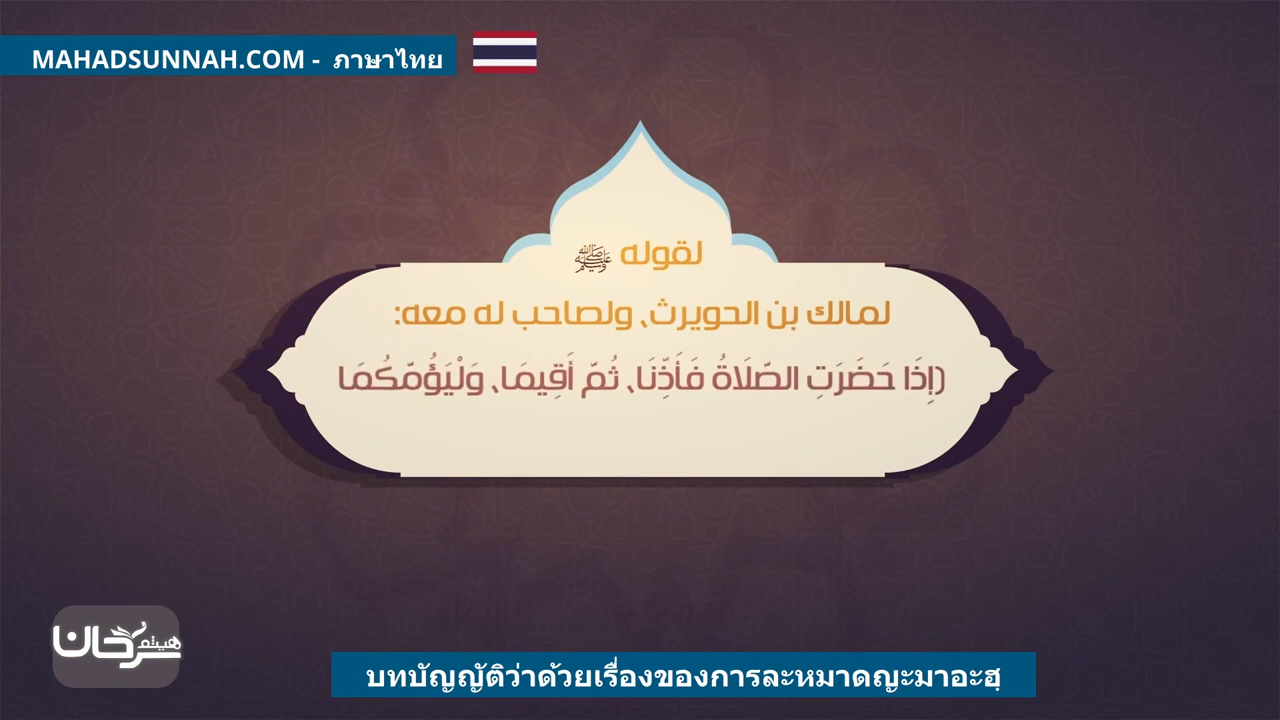 MAHADSUNNAH.COM - ภาษาไทย
لقوله ﷺ
لمالك بن الحويرث، ولصاحب له معه:
(إِذَا حَضَرَتِ الصّلَاةُ فَأَذِّنَا، ثُمّ أَقِيمَا، وَلْيَؤُمّكُمَا
هيثم سرحان
บทบัญญัติว่าด้วยเรื่องของการละหมาดญะมาอะฮฺ